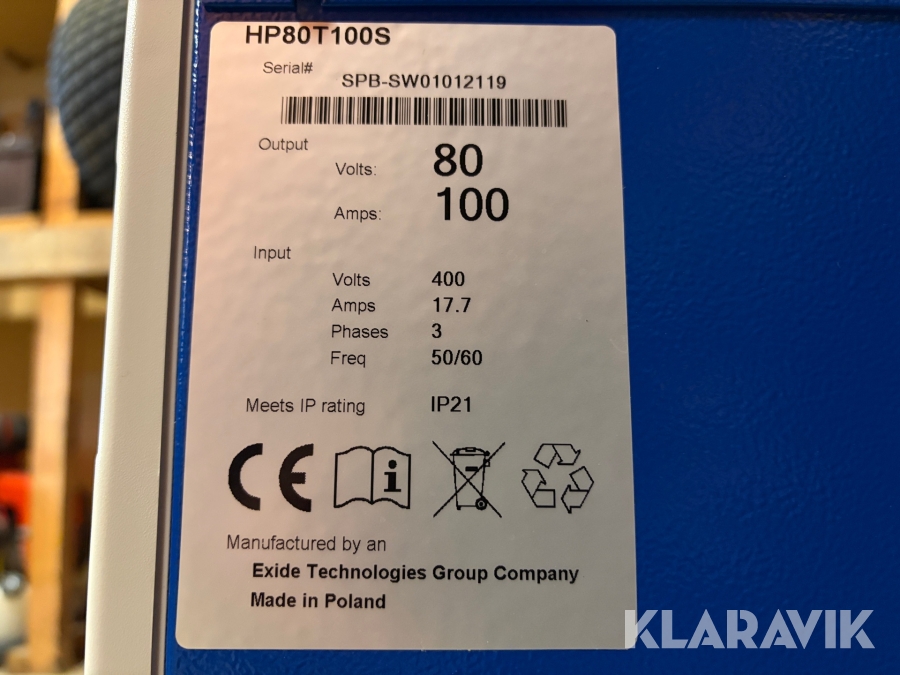 HP80T100S
Serial#
SPB-SW01012119
Output
Volts: 80
Amps: 100
Input
Volts 400
Amps 17.7
Phases 3
Freq 50/60
Meets IP rating IP21
CE
Manufactured by an
Exide Technologies Group Company
Made in Poland
KLARAVIK